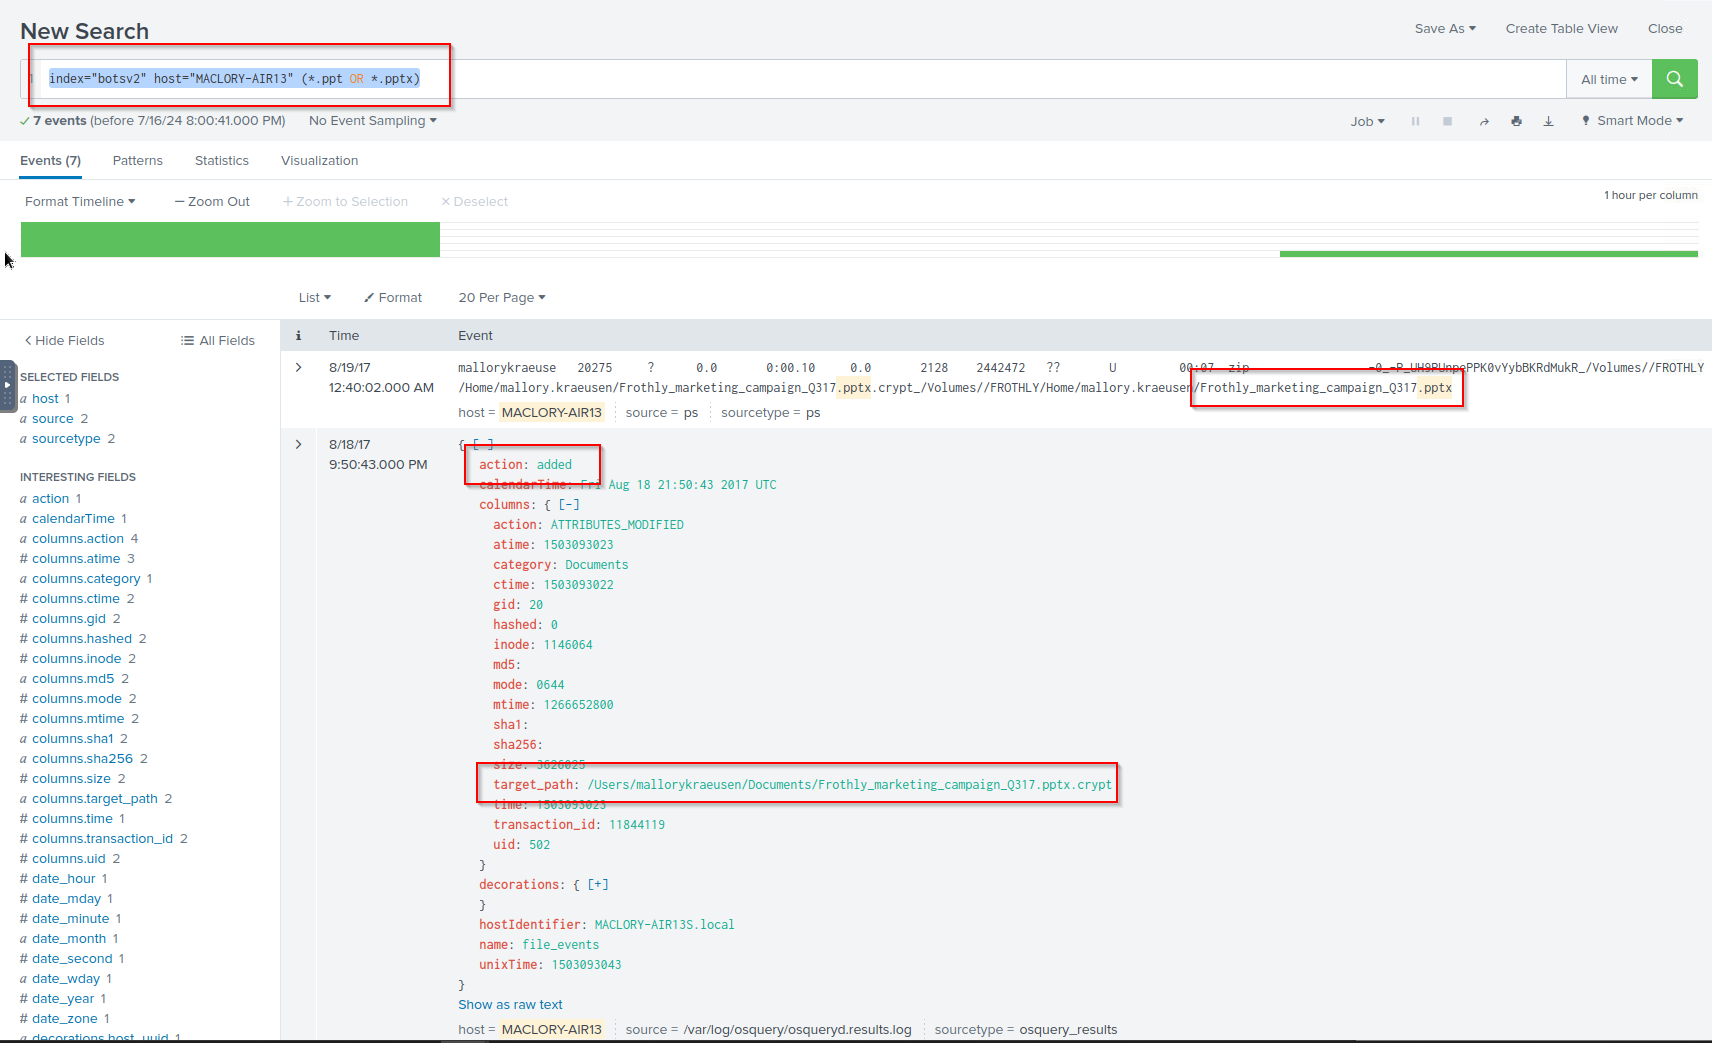 New Search
Save As Create Table View Close
1 index="botsv2" host="MACLORY-AIR13" (*.ppt OR *.pptx)
All time
7 events (before 7/16/24 8:00:41.000 PM) No Event Sampling
Job Smart Mode
Events (7) Patterns Statistics Visualization
Format Timeline — Zoom Out + Zoom to Selection × Deselect
1 hour per column
List Format 20 Per Page
Hide Fields All Fields
i Time Event
SELECTED FIELDS
a host 1
a source 2
a sourcetype 2
INTERESTING FIELDS
a action 1
a calendarTime 1
a columns.action 4
# columns.atime 3
a columns.category 1
# columns.ctime 2
# columns.gid 2
# columns.hashed 2
# columns.inode 2
a columns.md5 2
# columns.mode 2
# columns.mtime 2
a columns.sha1 2
a columns.sha256 2
# columns.size 2
a columns.target_path 2
# columns.time 1
# columns.transaction_id 2
# columns.uid 2
# date_hour 1
# date_mday 1
# date_minute 1
a date_month 1
# date_second 1
a date_wday 1
# date_year 1
# date_zone 1
a decorations.host_uuid 1
8/19/17
12:40:02.000 AM
mallorykraeuse 20275 ? 0.0 0:00.10 0.0 2128 2442472 ?? U 00:07 zip
/Home/mallory.kraeusen/Frothly_marketing_campaign_Q317.pptx.crypt_/Volumes//FROTHLY/Home/mallory.kraeusen/Frothly_marketing_campaign_Q317.pptx
host = MACLORY-AIR13 source = ps sourcetype = ps
8/18/17
9:50:43.000 PM
{ [-]
action: added
calendarTime: Fri Aug 18 21:50:43 2017 UTC
columns: { [-]
action: ATTRIBUTES_MODIFIED
atime: 1503093023
category: Documents
ctime: 1503093022
gid: 20
hashed: 0
inode: 1146064
md5:
mode: 0644
mtime: 1266652800
sha1:
sha256:
size: 3626025
target_path: /Users/mallorykraeusen/Documents/Frothly_marketing_campaign_Q317.pptx.crypt
time: 1503093023
transaction_id: 11844119
uid: 502
}
decorations: { [+]
}
hostIdentifier: MACLORY-AIR13S.local
name: file_events
unixTime: 1503093043
}
Show as raw text
host = MACLORY-AIR13 source = /var/log/osquery/osqueryd.results.log sourcetype = osquery_results